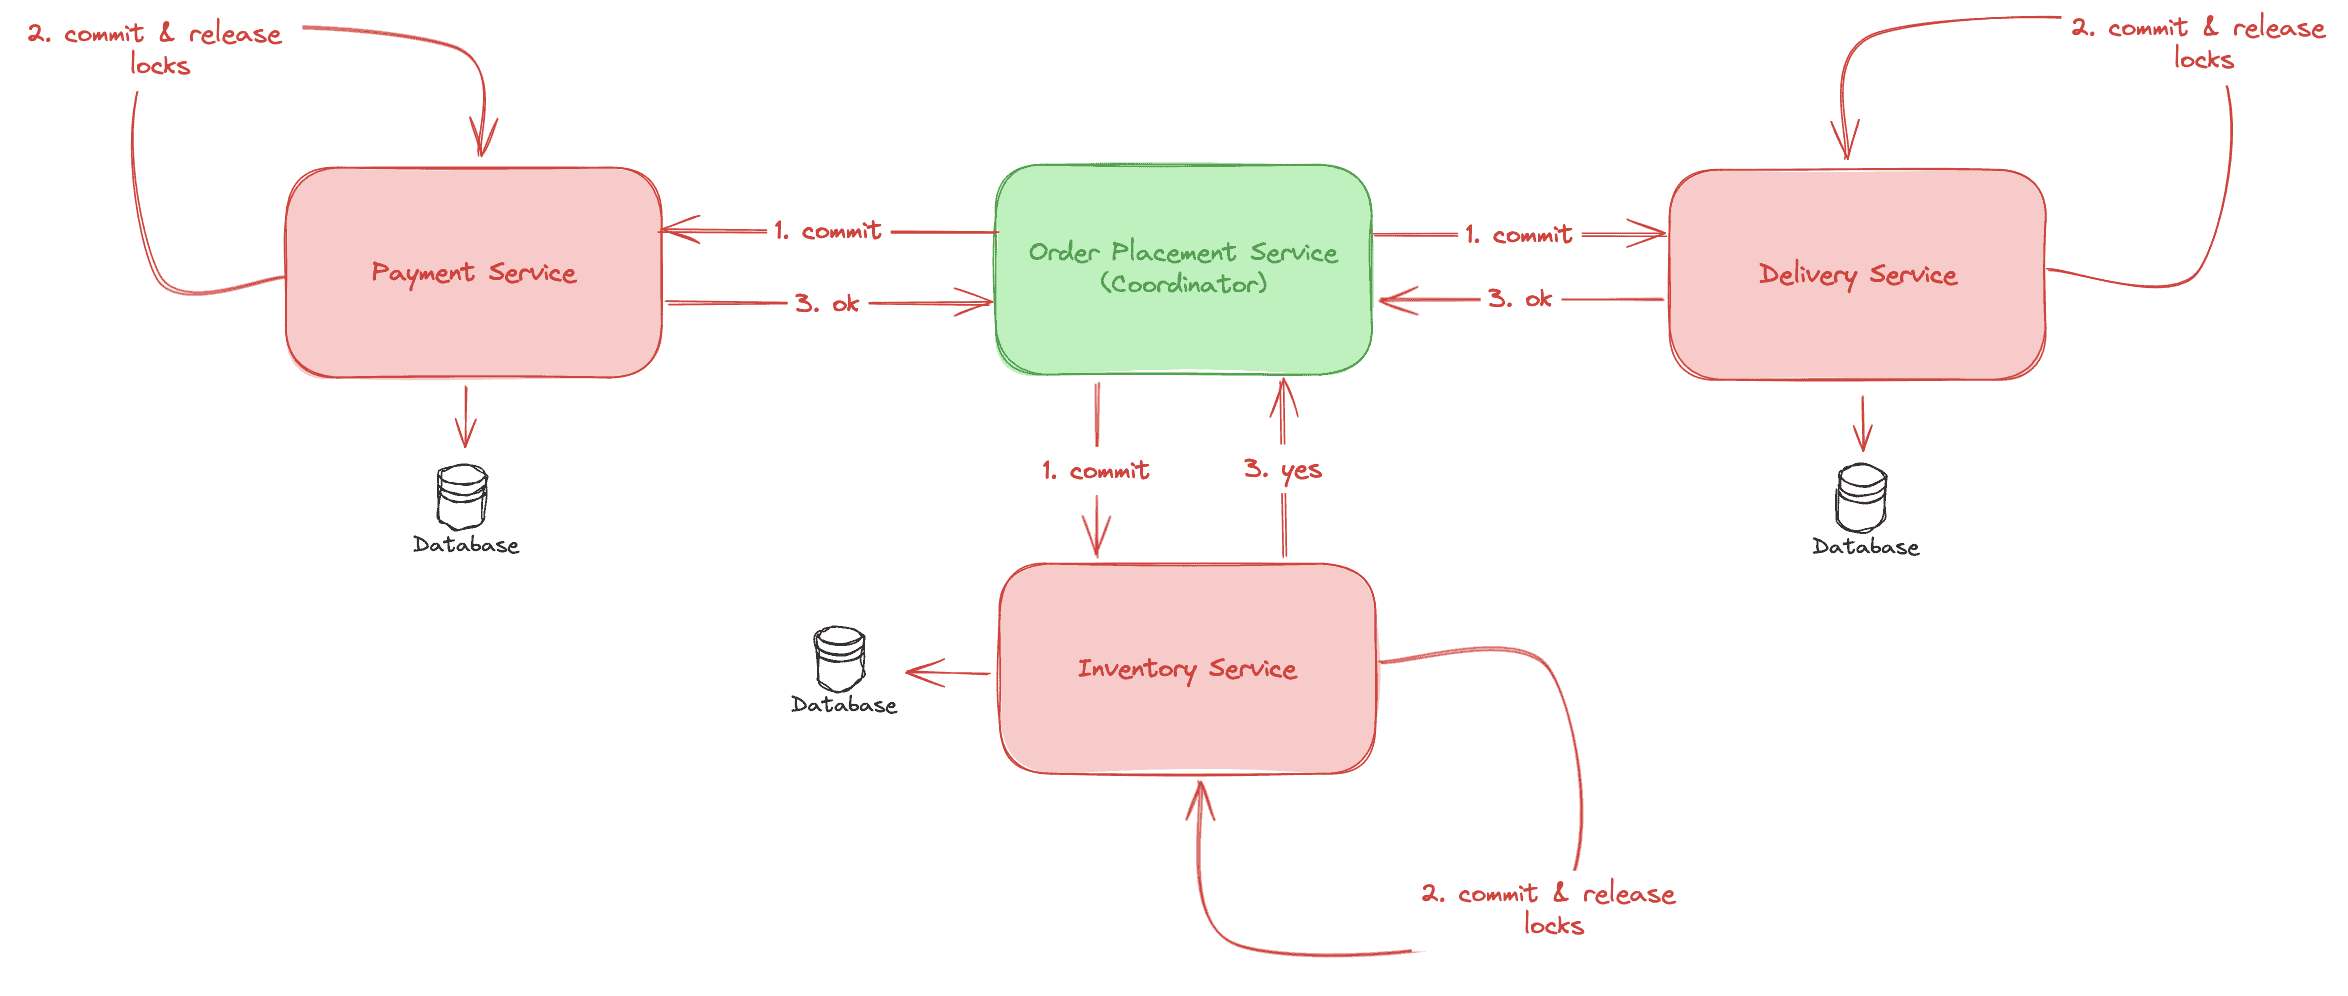 2. commit & release
locks
2. commit & release
locks
1. commit
1. commit
Order Placement Service
(Coordinator)
Payment Service
Delivery Service
3. ok
3. ok
1. commit
3. yes
Database
Database
Inventory Service
Database
2. commit & release
locks